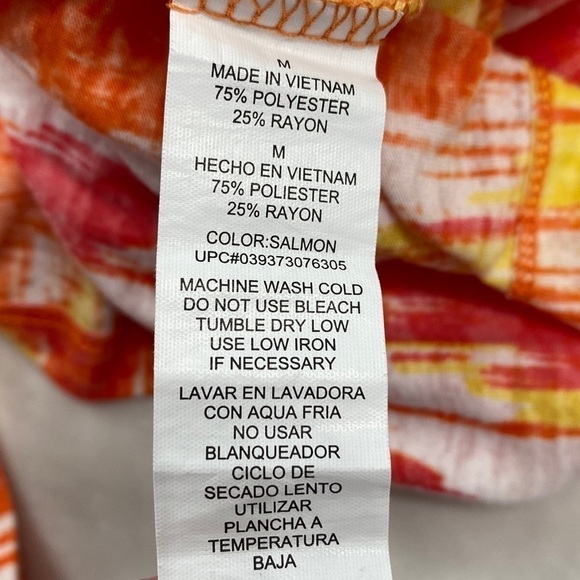 M
MADE IN VIETNAM
75% POLYESTER
25% RAYON
M
HECHO EN VIETNAM
75% POLIESTER
25% RAYON
COLOR:SALMON
UPC#039373076305
MACHINE WASH COLD
DO NOT USE BLEACH
TUMBLE DRY LOW
USE LOW IRON
IF NECESSARY
LAVAR EN LAVADORA
CON AQUA FRIA
NO USAR
BLANQUEADOR
CICLO DE
SECADO LENTO
UTILIZAR
PLANCHA A
TEMPERATURA
BAJA